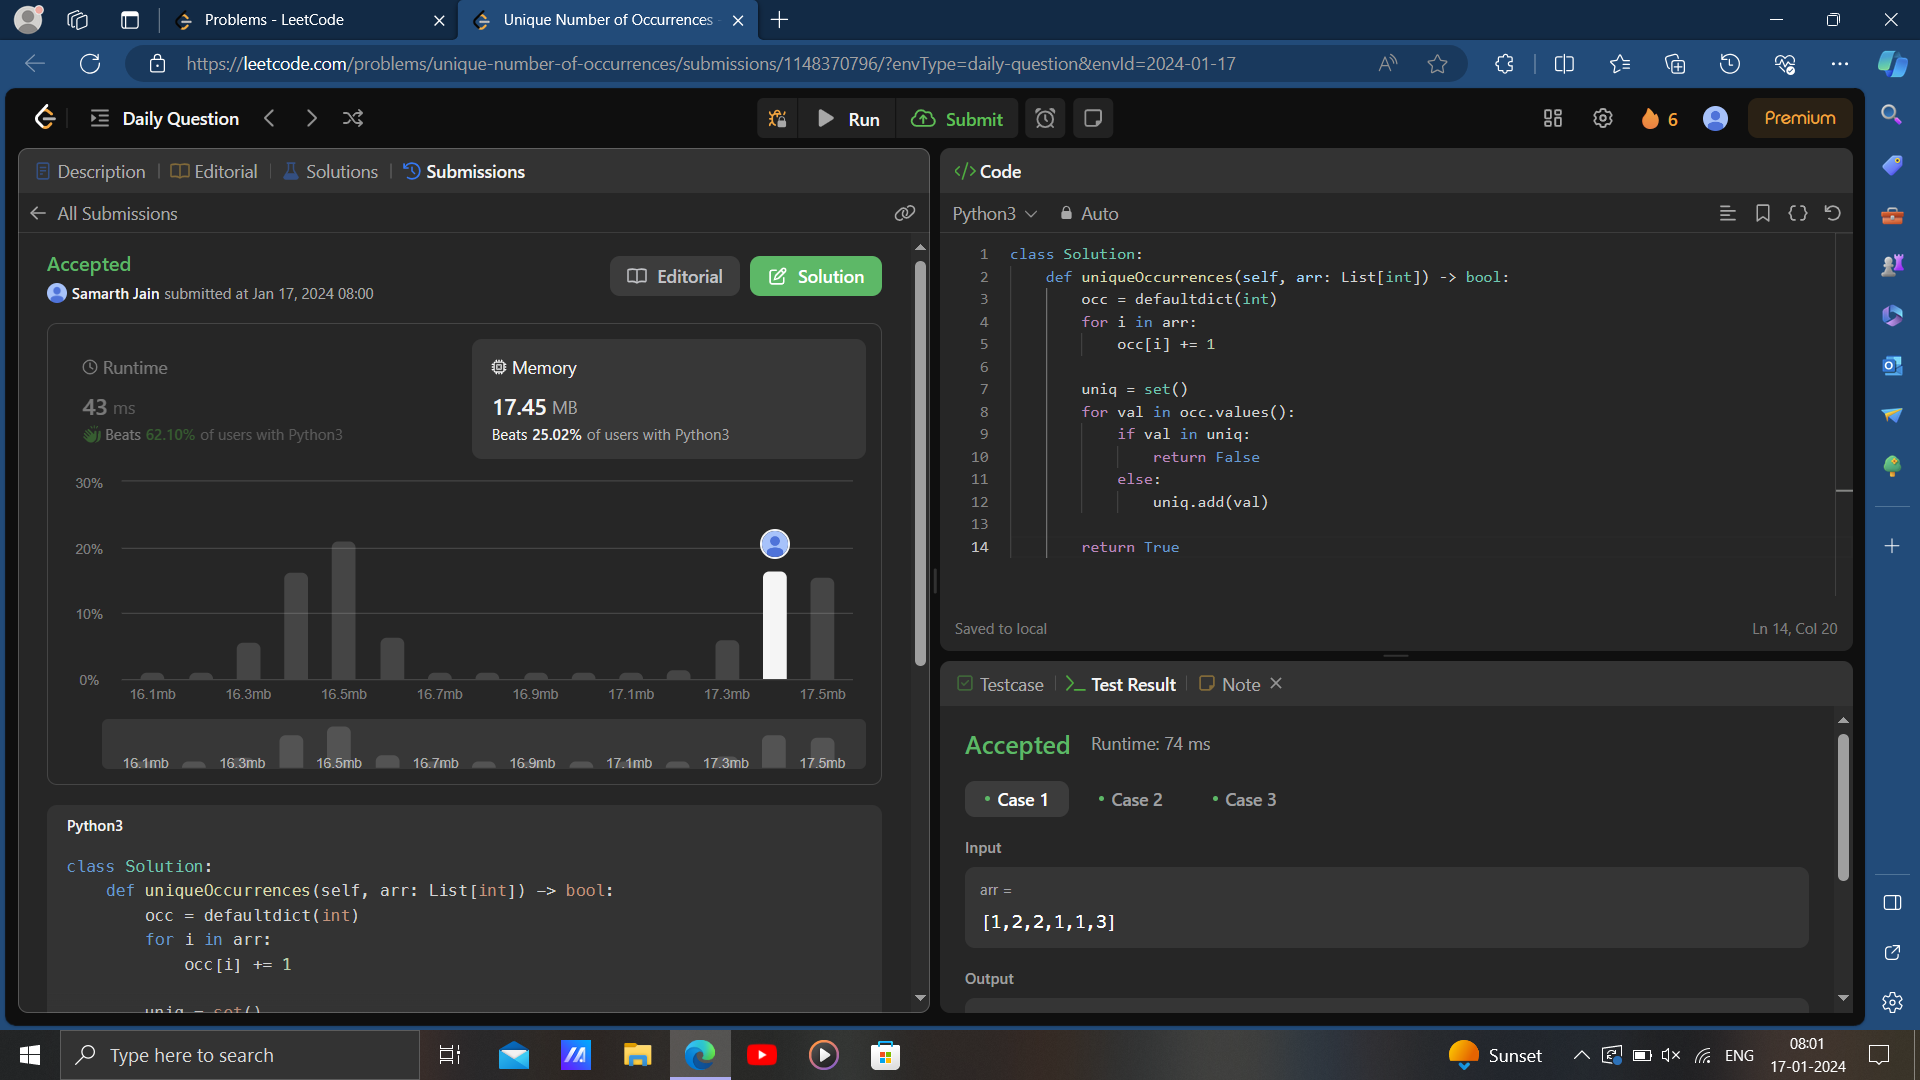 Problems - LeetCode
Unique Number of Occurrences -
https://leetcode.com/problems/unique-number-of-occurrences/submissions/1148370796/?envType=daily-question&envId=2024-01-17
Daily Question
Run
Submit
6
Premium
Description
Editorial
Solutions
Submissions
All Submissions
Accepted
Samarth Jain submitted at Jan 17, 2024 08:00
Editorial
Solution
Runtime
43 ms
Beats 62.10% of users with Python3
Memory
17.45 MB
Beats 25.02% of users with Python3
30%
20%
10%
0%
16.1mb 16.3mb 16.5mb 16.7mb 16.9mb 17.1mb 17.3mb 17.5mb
16.1mb 16.3mb 16.5mb 16.7mb 16.9mb 17.1mb 17.3mb 17.5mb
Python3
class Solution:
def uniqueOccurrences(self, arr: List[int]) -> bool:
occ = defaultdict(int)
for i in arr:
occ[i] += 1
uniq = set()
</> Code
Python3
Auto
1 class Solution:
2 def uniqueOccurrences(self, arr: List[int]) -> bool:
3 occ = defaultdict(int)
4 for i in arr:
5 occ[i] += 1
6
7 uniq = set()
8 for val in occ.values():
9 if val in uniq:
10 return False
11 else:
12 uniq.add(val)
13
14 return True
Saved to local
Ln 14, Col 20
Testcase
Test Result
Note
Accepted Runtime: 74 ms
Case 1
Case 2
Case 3
Input
arr =
[1,2,2,1,1,3]
Output
Type here to search
Sunset
ENG
08:01
17-01-2024